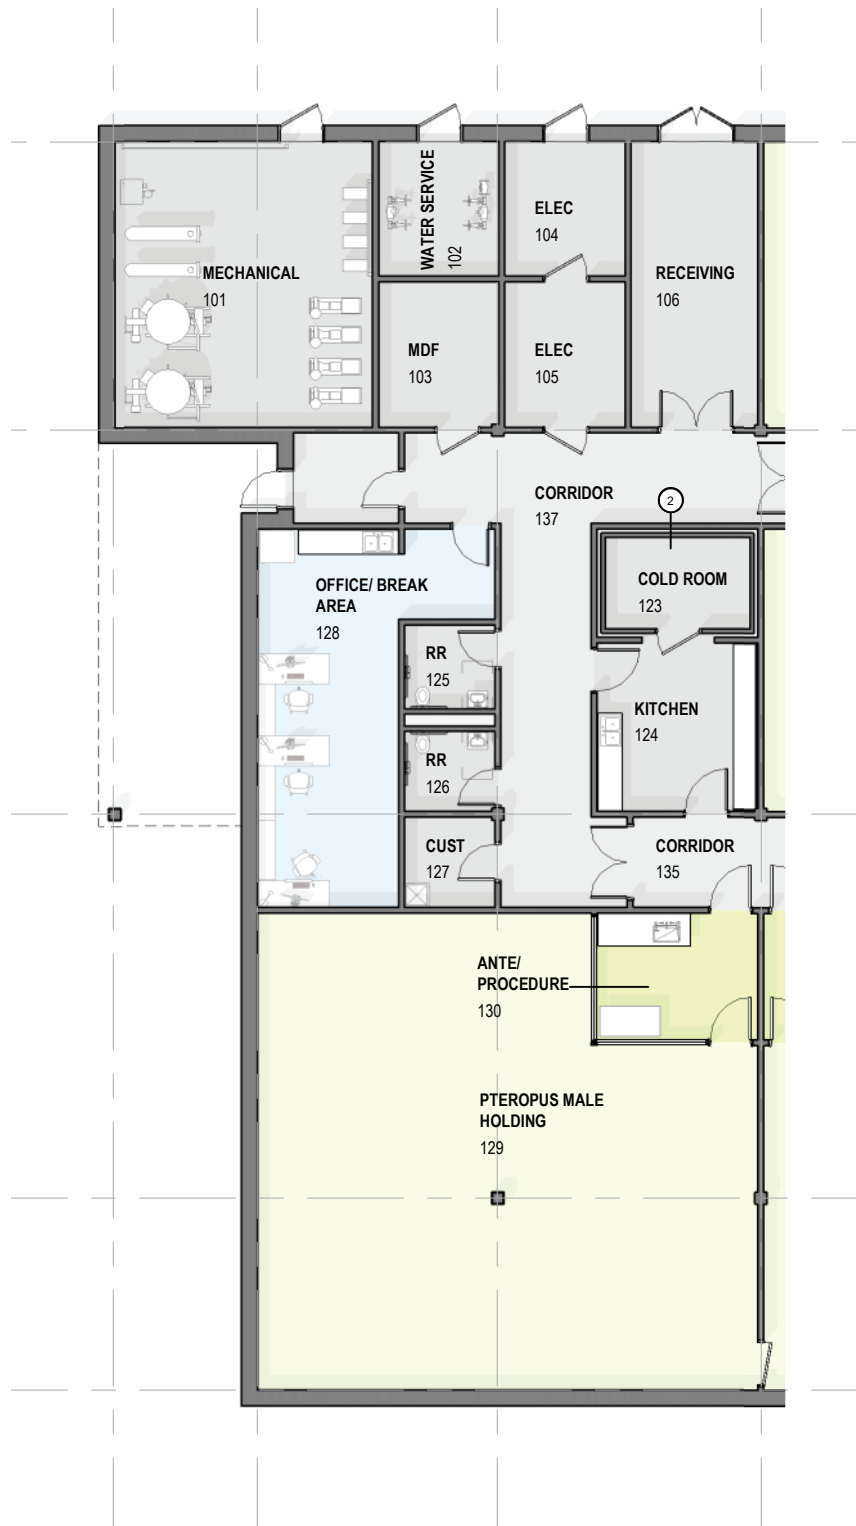 WATER SERVICE
102
ELEC
104
MECHANICAL
101
RECEIVING
106
MDF
103
ELEC
105
CORRIDOR
137
2
COLD ROOM
123
OFFICE/ BREAK
AREA
128
RR
125
KITCHEN
124
RR
126
CUST
127
CORRIDOR
135
ANTE/
PROCEDURE
130
PTEROPUS MALE
HOLDING
129